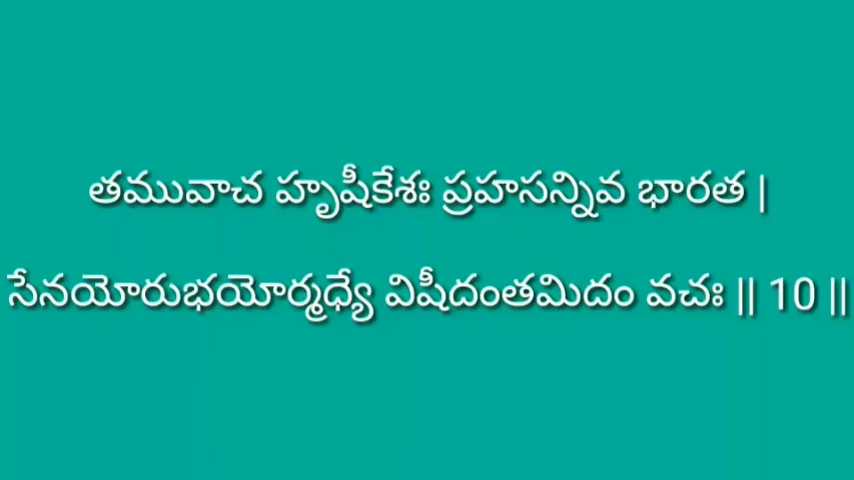 తమువాచ హృషీకేశః ప్రహసన్నివ భారత |
సేనయోరుభయోర్మధ్యే విషీదంతమిదం వచః || 10 ||